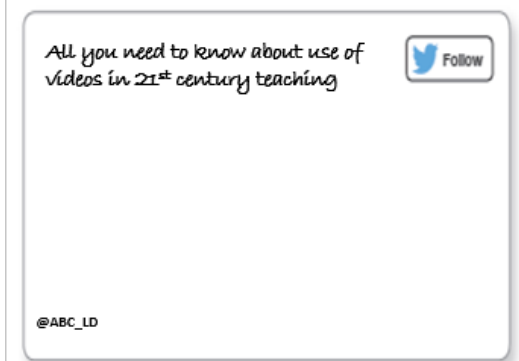 All you need to know about use of
videos in 21st century teaching
Follow
@ABC_LD